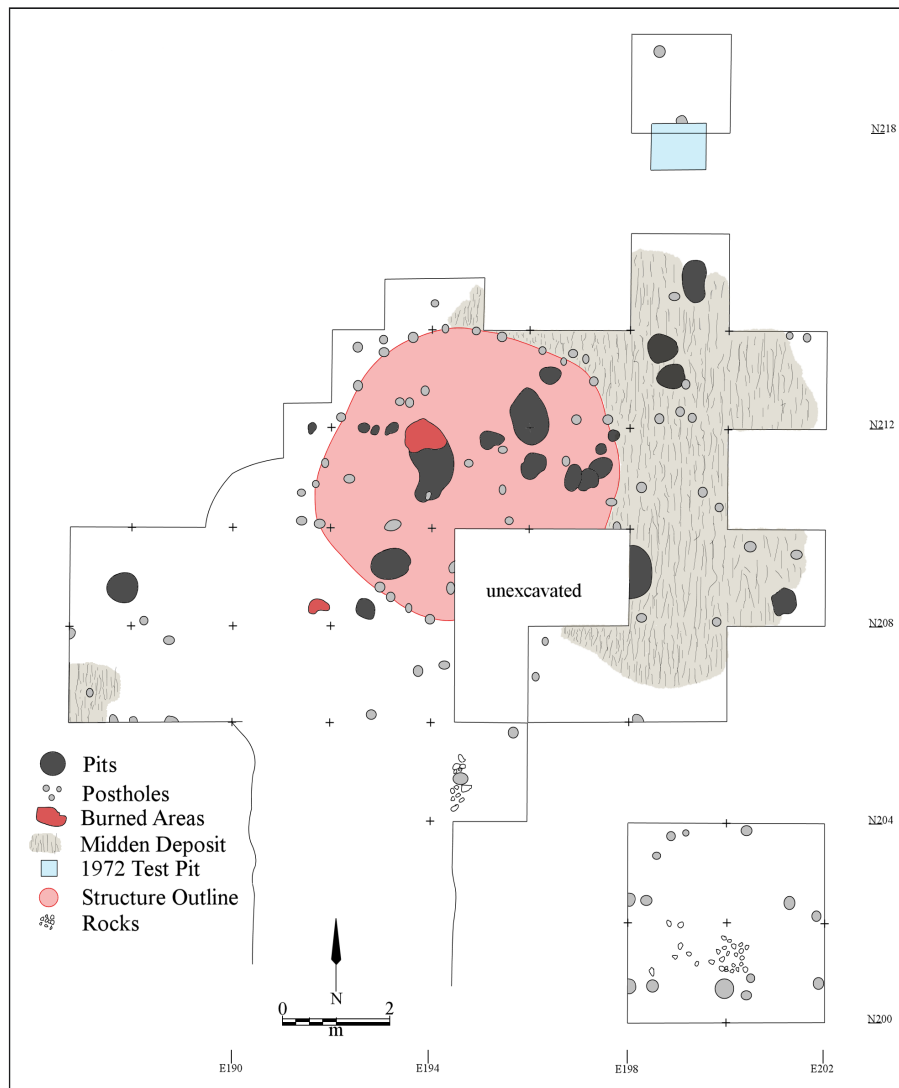 N218
N212
unexcavated
N208
Pits
Postholes
Burned Areas
Midden Deposit
N204
1972 Test Pit
Structure Outline
Rocks
N
0 2
m
N200
E190 E194 E198 E202